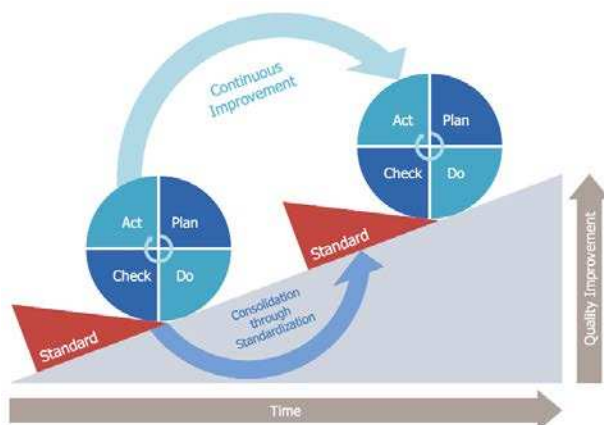 Continuous
Improvement
Act
Plan
Check
Do
Act
Plan
Check
Do
Standard
Standard
Consolidation
through
Standardization
Quality Improvement
Time